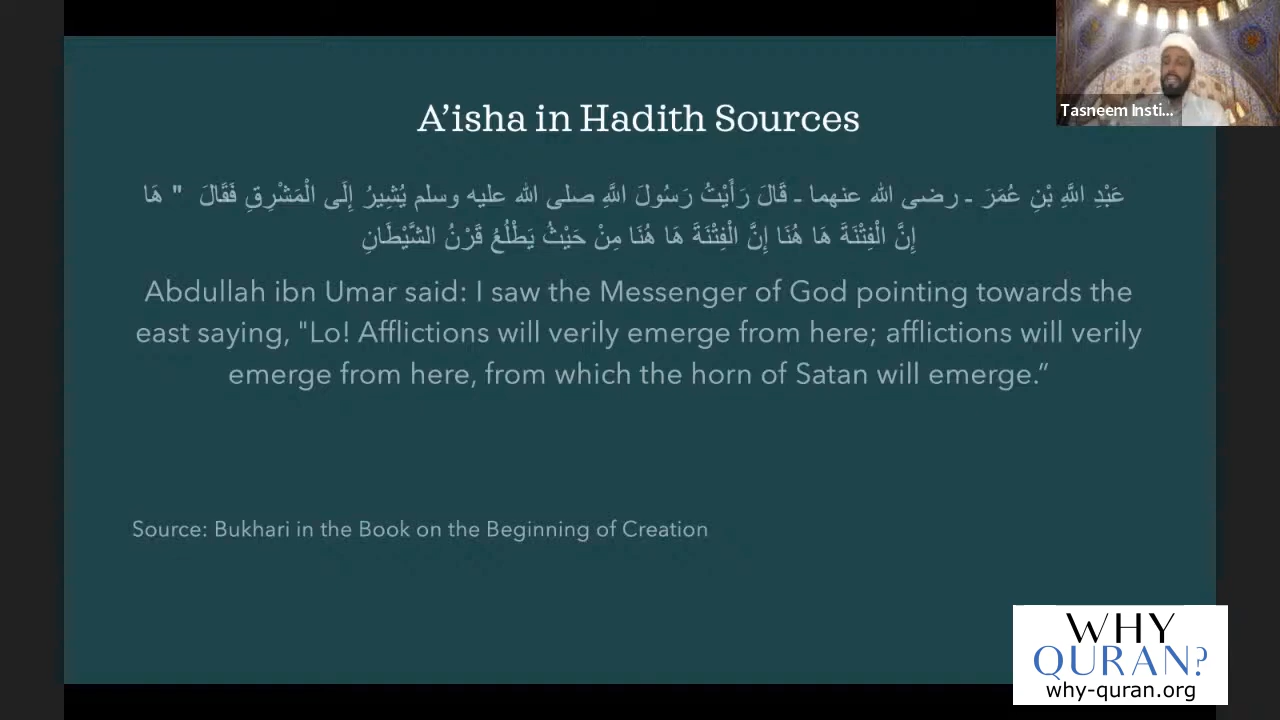 A’isha in Hadith Sources
عَبْدِ اللَّهِ بْنِ عُمَرَ ـ رضى الله عنهما ـ قَالَ رَأَيْتُ رَسُولَ اللَّهِ صلى الله عليه وسلم يُشِيرُ إِلَى الْمَشْرِقِ فَقَالَ " هَا
إِنَّ الْفِتْنَةَ هَا هُنَا إِنَّ الْفِتْنَةَ هَا هُنَا مِنْ حَيْثُ يَطْلُعُ قَرْنُ الشَّيْطَانِ
Abdullah ibn Umar said: I saw the Messenger of God pointing towards the
east saying, "Lo! Afflictions will verily emerge from here; afflictions will verily
emerge from here, from which the horn of Satan will emerge.”
Source: Bukhari in the Book on the Beginning of Creation
Tasneem Insti...
WHY
QURAN?
why-quran.org